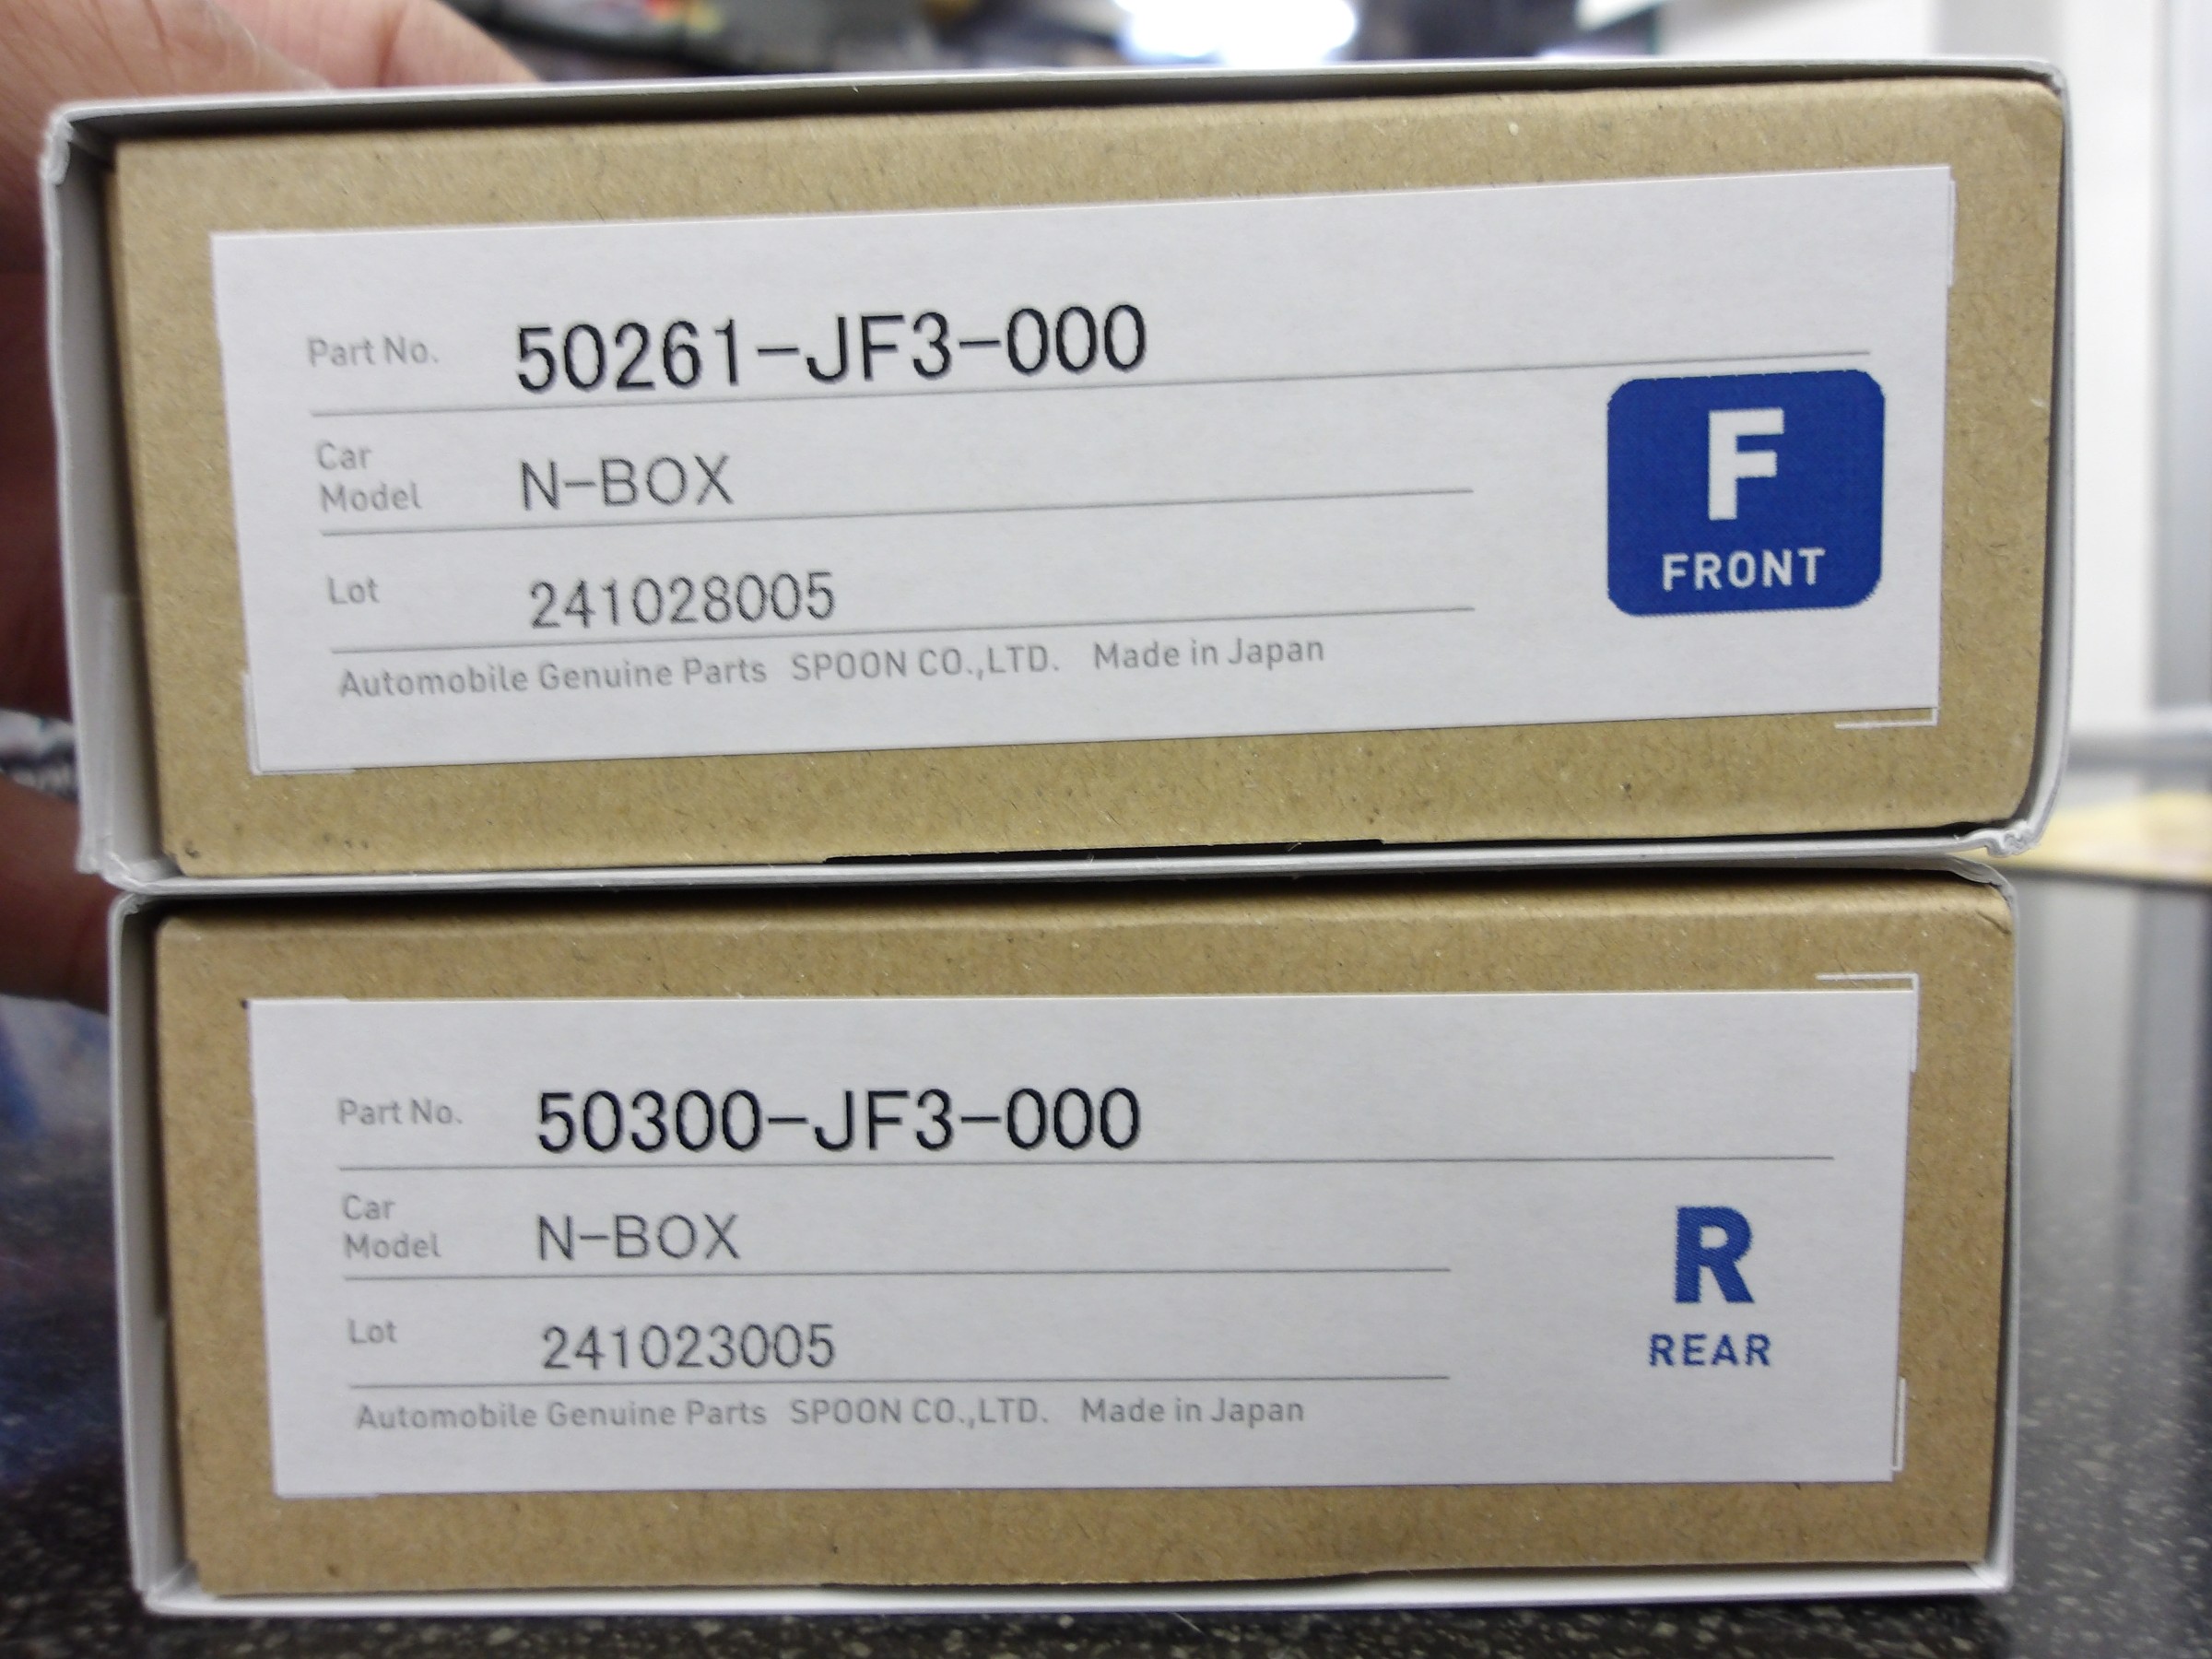 Part No. 50261-JF3-000
Car
Model N-BOX
F
FRONT
Lot 241028005
Automobile Genuine Parts SPOON CO.,LTD. Made in Japan
Part No. 50300-JF3-000
Car
Model N-BOX
R
REAR
Lot 241023005
Automobile Genuine Parts SPOON CO.,LTD. Made in Japan